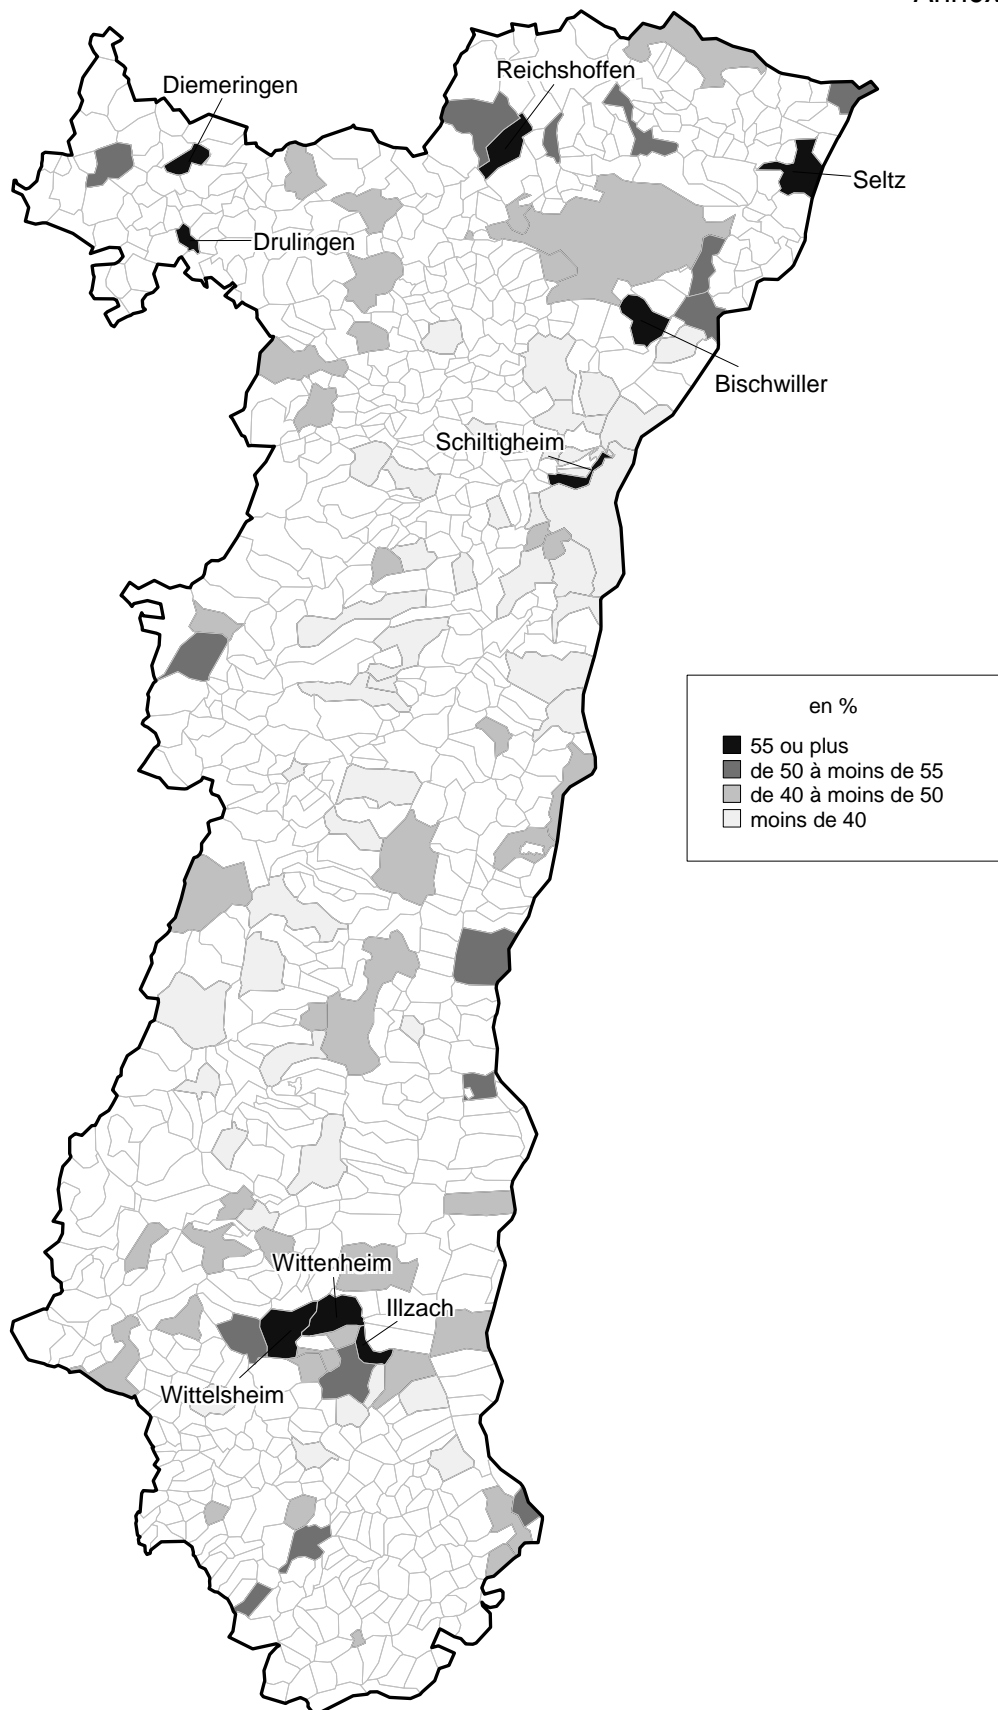 Diemeringen
Reichshoffen
Seltz
Drulingen
Bischwiller
Schiltigheim
en %
55 ou plus
de 50 à moins de 55
de 40 à moins de 50
moins de 40
Wittenheim
Illzach
Wittelsheim